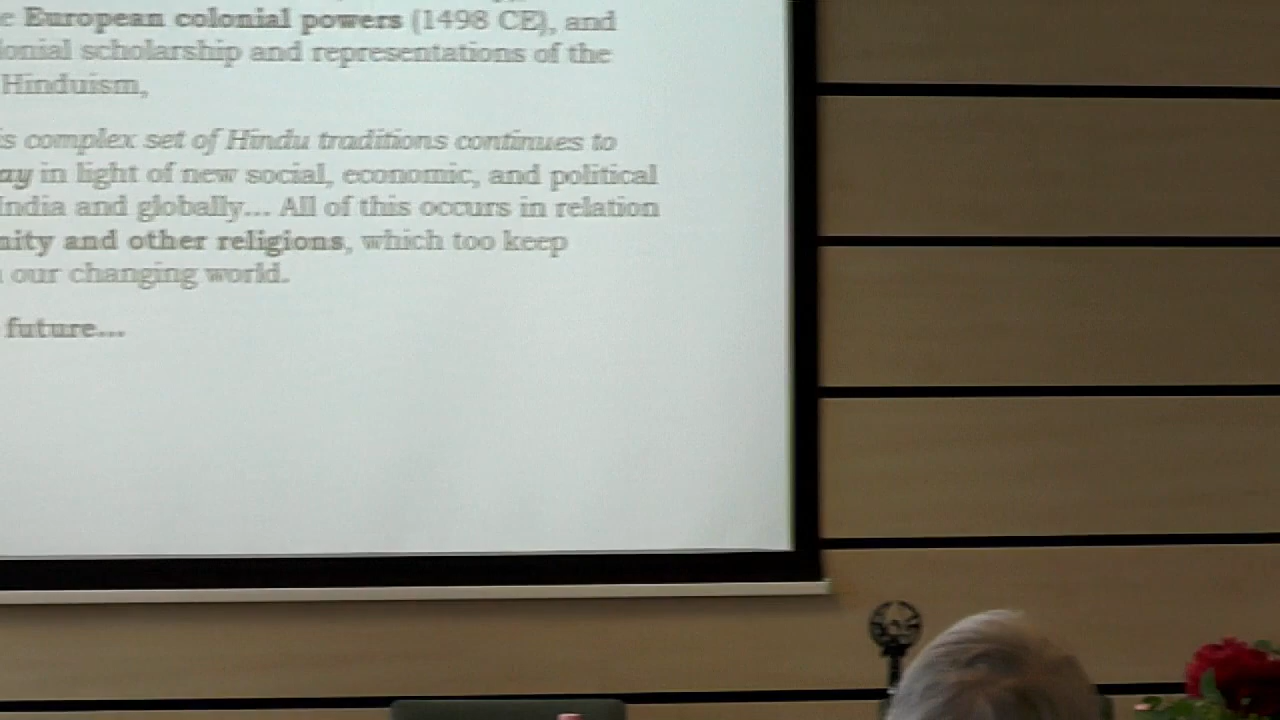 European colonial powers (1498 CE), and
lonial scholarship and representations of the
Hinduism,
is complex set of Hindu traditions continues to
ay in light of new social, economic, and political
India and globally... All of this occurs in relation
nity and other religions, which too keep
our changing world.
future...